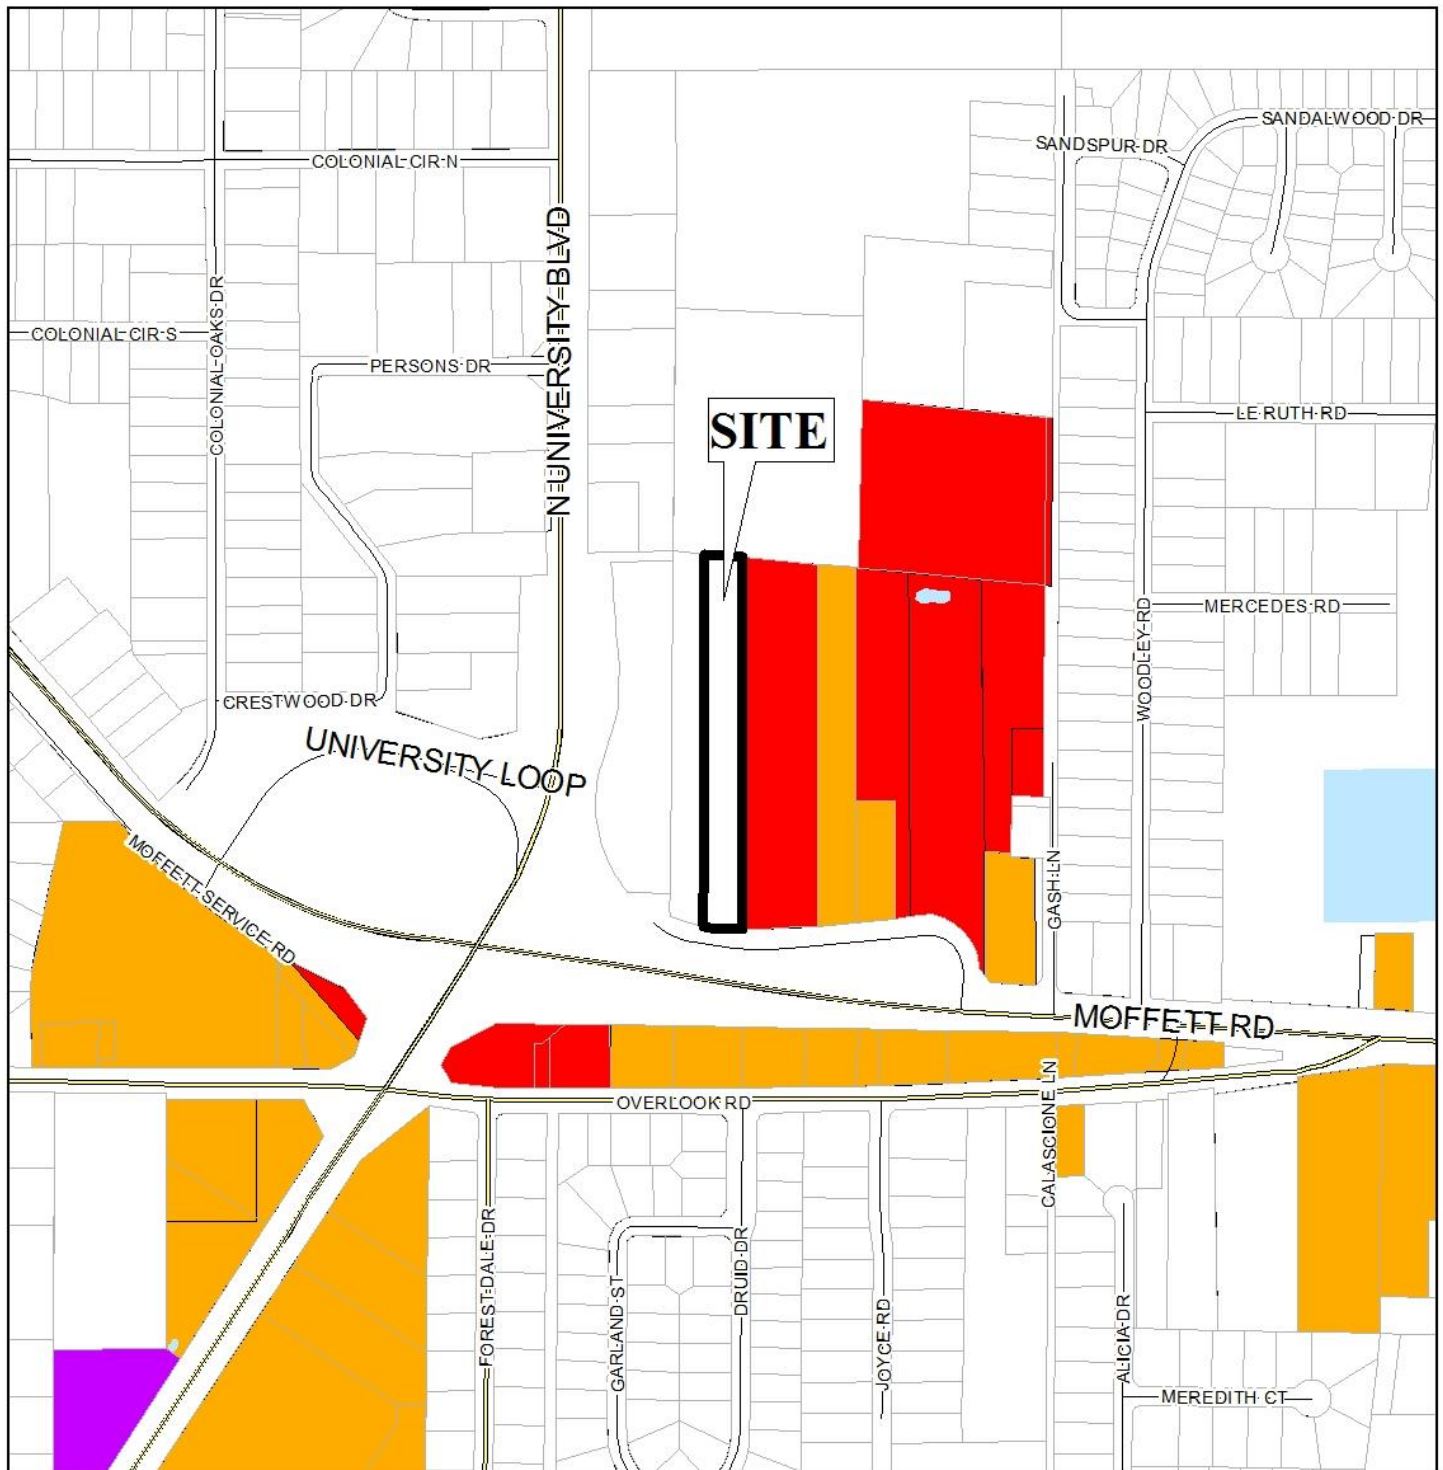 SANDALWOOD DR
SANDSPUR DR
COLONIAL CIR N
N UNIVERSITY BLVD
COLONIAL OAKS DR
COLONIAL CIR S
PERSONS DR
LE RUTH RD
SITE
MERCEDES RD
WOODLEY RD
CRESTWOOD DR
UNIVERSITY LOOP
MOFFETT SERVICE RD
GASH LN
MOFFETT RD
OVERLOOK RD
CALASCIONE LN
FOREST DALE DR
GARLAND ST
DRUID DR
JOYCE RD
ALICIA DR
MEREDITH CT